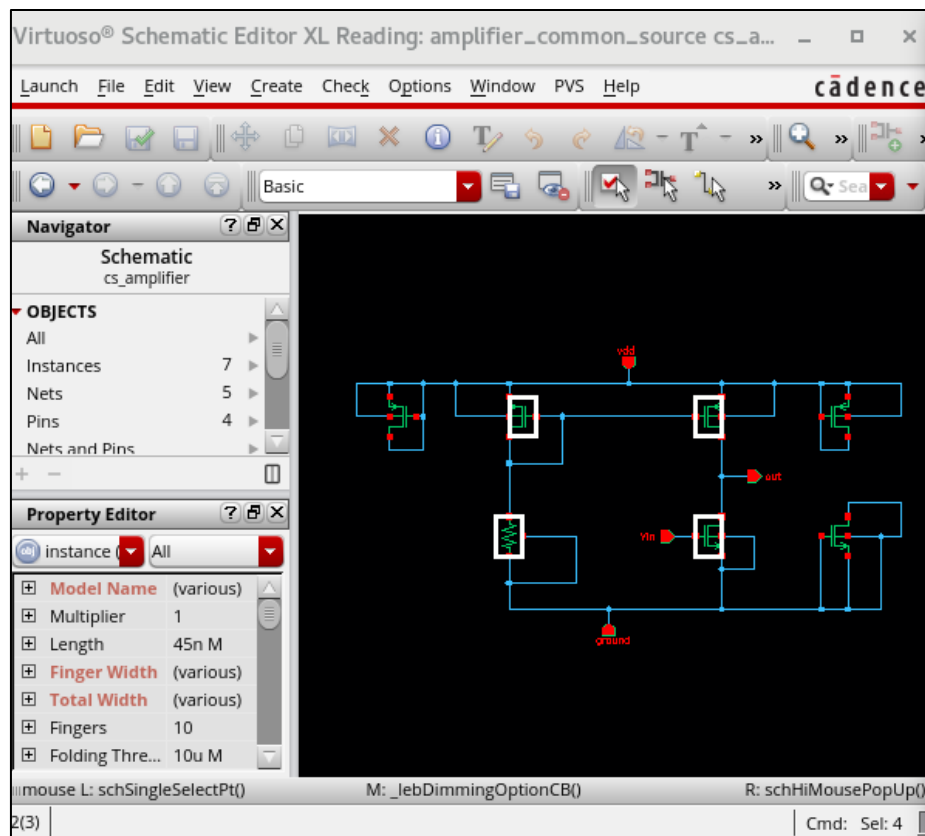 Virtuoso® Schematic Editor XL Reading: amplifier_common_source cs_a...
Launch File Edit View Create Check Options Window PVS Help cādence
T T » » »
Basic » Sea
Navigator ?
Schematic
cs_amplifier
OBJECTS
All
Instances 7
Nets 5
Pins 4
Nets and Pins
Property Editor ?
obj instance ( All
Model Name (various)
Multiplier 1
Length 45n M
Finger Width (various)
Total Width (various)
Fingers 10
Folding Thre... 10u M
vdd
out
vin
ground
mouse L: schSingleSelectPt() M: _lebDimmingOptionCB() R: schHiMousePopUp()
2(3) Cmd: Sel: 4